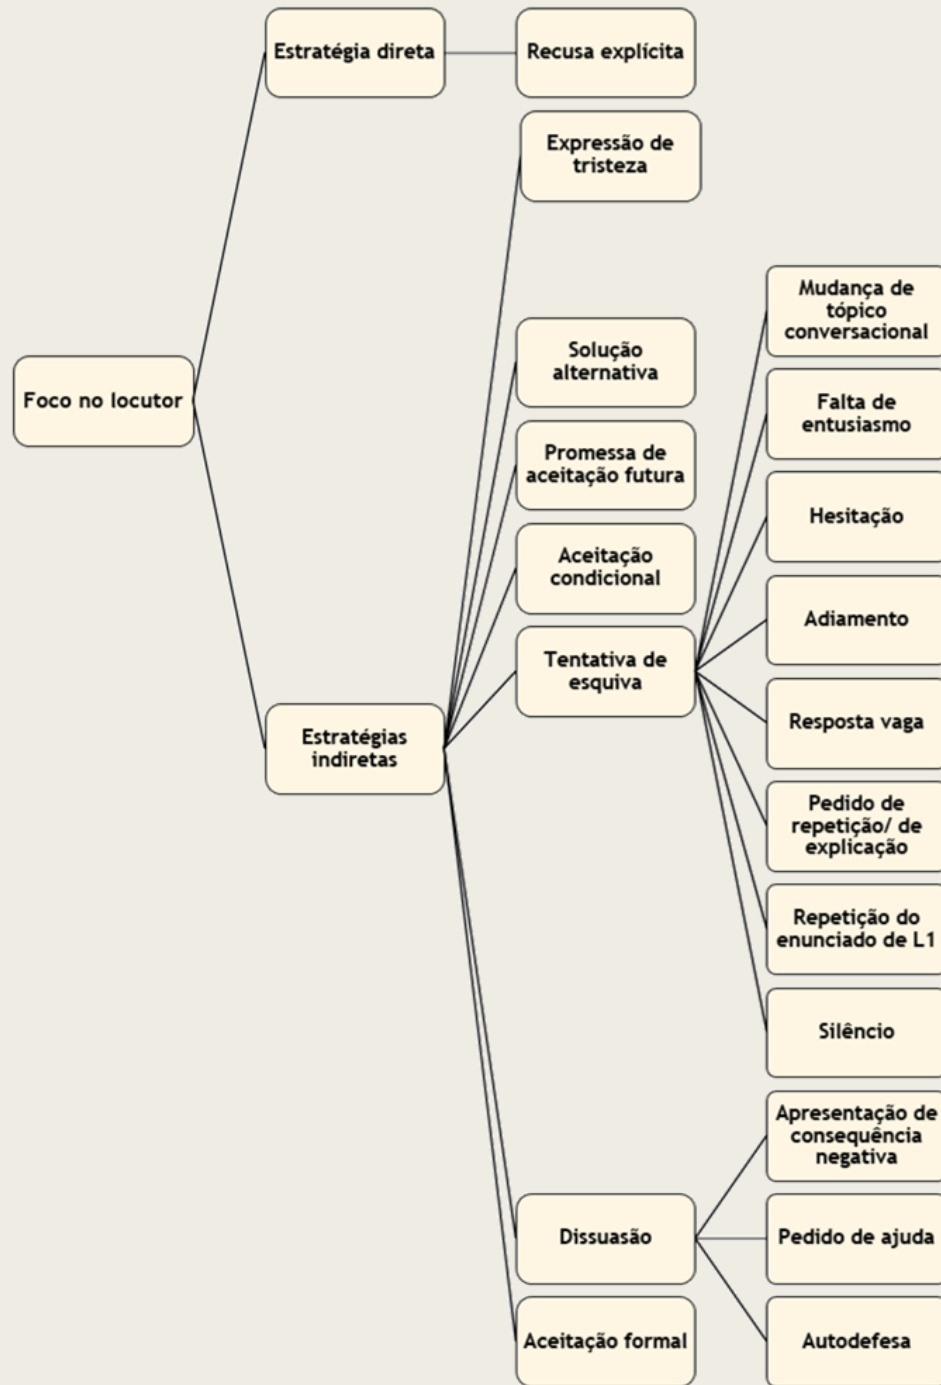 Estratégia direta
Recusa explícita
Expressão de
tristeza
Mudança de
tópico
conversacional
Solução
alternativa
Foco no locutor
Falta de
entusiasmo
Promessa de
aceitação futura
Hesitação
Aceitação
condicional
Adiamento
Tentativa de
esquiva
Resposta vaga
Estratégias
indiretas
Pedido de
repetição/ de
explicação
Repetição do
enunciado de L1
Silêncio
Apresentação de
consequência
negativa
Dissuasão
Pedido de ajuda
Aceitação formal
Autodefesa